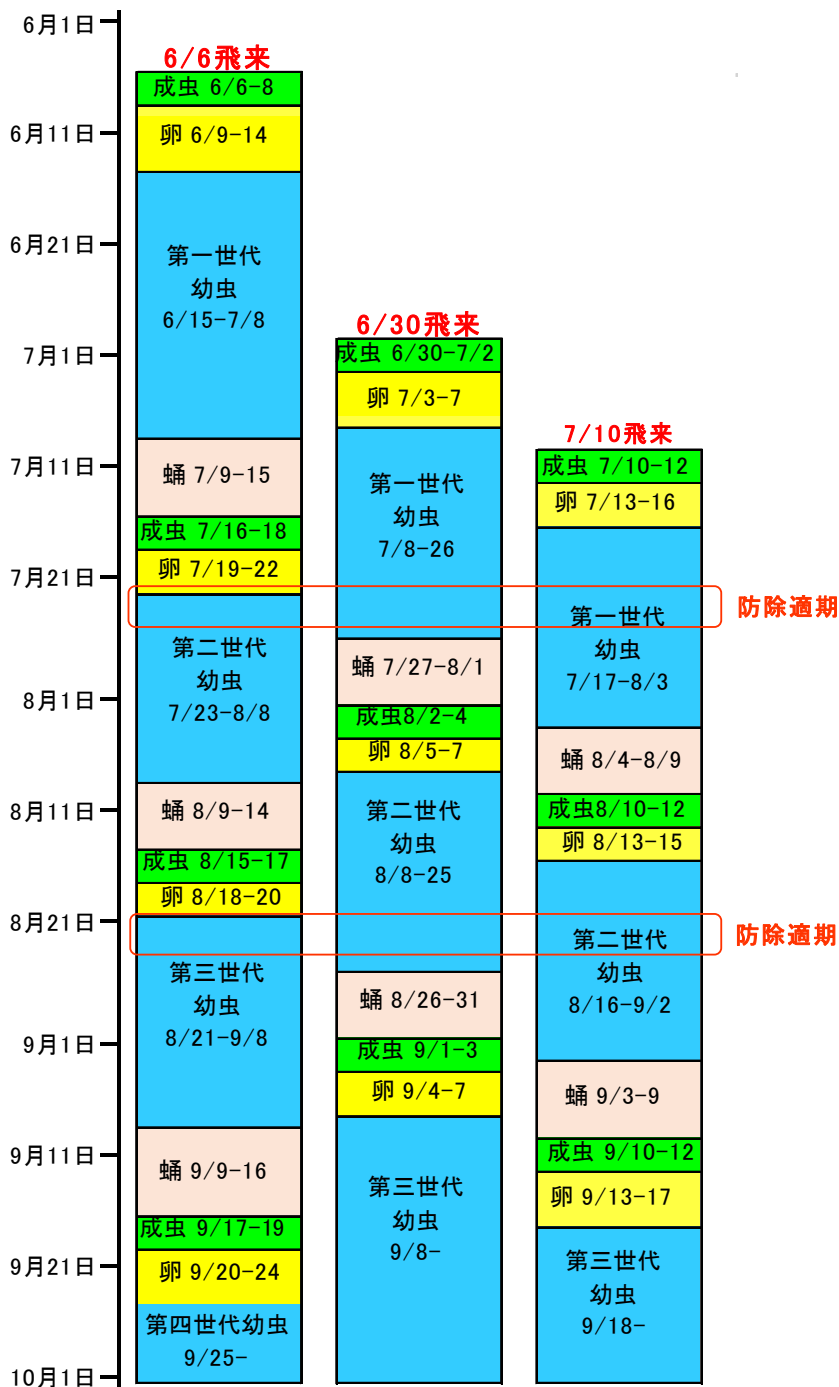 6月1日
6月11日
6月21日
7月1日
7月11日
7月21日
8月1日
8月11日
8月21日
9月1日
9月11日
9月21日
10月1日
6/6飛来
成虫 6/6-8
卵 6/9-14
第一世代
幼虫
6/15-7/8
蛹 7/9-15
成虫 7/16-18
卵 7/19-22
第二世代
幼虫
7/23-8/8
蛹 8/9-14
成虫 8/15-17
卵 8/18-20
第三世代
幼虫
8/21-9/8
蛹 9/9-16
成虫 9/17-19
卵 9/20-24
第四世代幼虫
9/25-
6/30飛来
成虫 6/30-7/2
卵 7/3-7
第一世代
幼虫
7/8-26
蛹 7/27-8/1
成虫8/2-4
卵 8/5-7
第二世代
幼虫
8/8-25
蛹 8/26-31
成虫 9/1-3
卵 9/4-7
第三世代
幼虫
9/8-
7/10飛来
成虫 7/10-12
卵 7/13-16
第一世代
幼虫
7/17-8/3
蛹 8/4-8/9
成虫8/10-12
卵 8/13-15
第二世代
幼虫
8/16-9/2
蛹 9/3-9
成虫 9/10-12
卵 9/13-17
第三世代
幼虫
9/18-
防除適期
防除適期